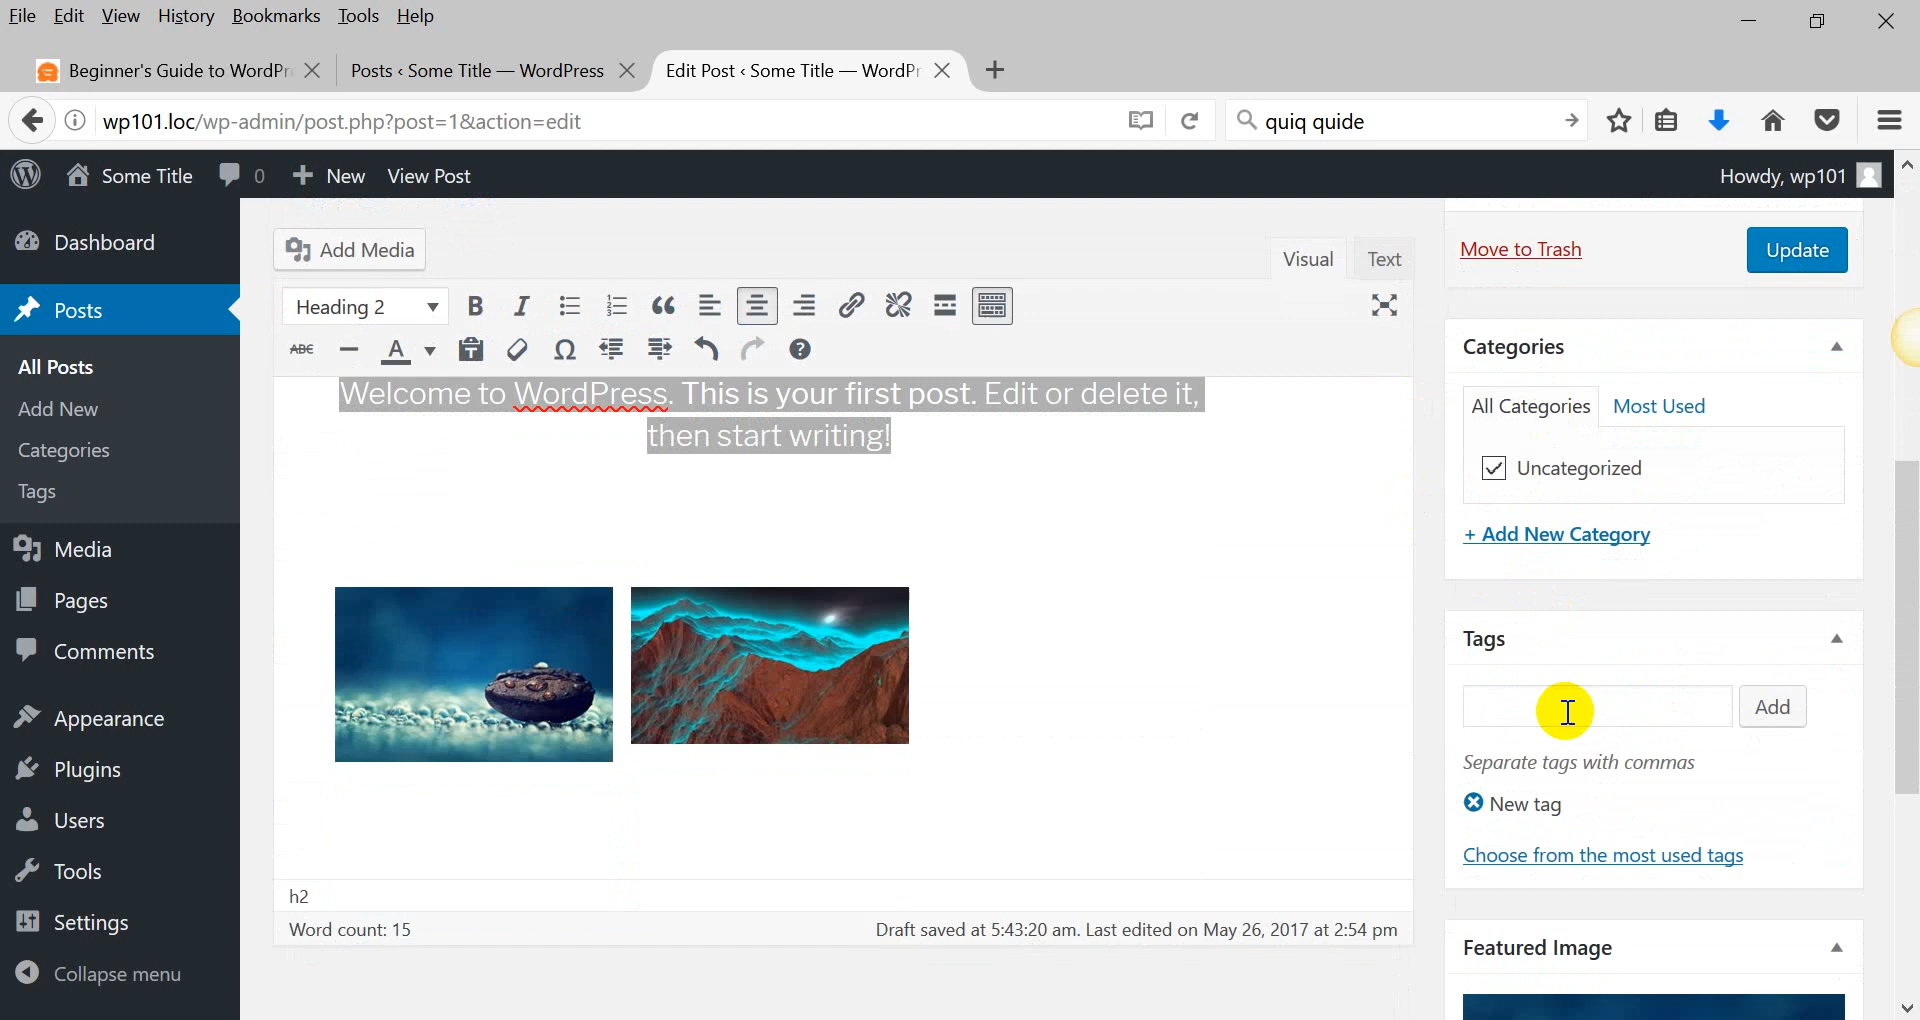 File Edit View History Bookmarks Tools Help
Beginner's Guide to WordPr
Posts ‹ Some Title — WordPress
Edit Post ‹ Some Title — WordPr
wp101.loc/wp-admin/post.php?post=1&action=edit
quiq quide
Some Title 0 New View Post
Howdy, wp101
Dashboard
Posts
All Posts
Add New
Categories
Tags
Media
Pages
Comments
Appearance
Plugins
Users
Tools
Settings
Collapse menu
Add Media
Visual Text
Heading 2
B I
ABC A
Welcome to WordPress. This is your first post. Edit or delete it,
then start writing!
h2
Word count: 15
Draft saved at 5:43:20 am. Last edited on May 26, 2017 at 2:54 pm
Move to Trash
Update
Categories
All Categories Most Used
Uncategorized
+ Add New Category
Tags
Add
Separate tags with commas
New tag
Choose from the most used tags
Featured Image